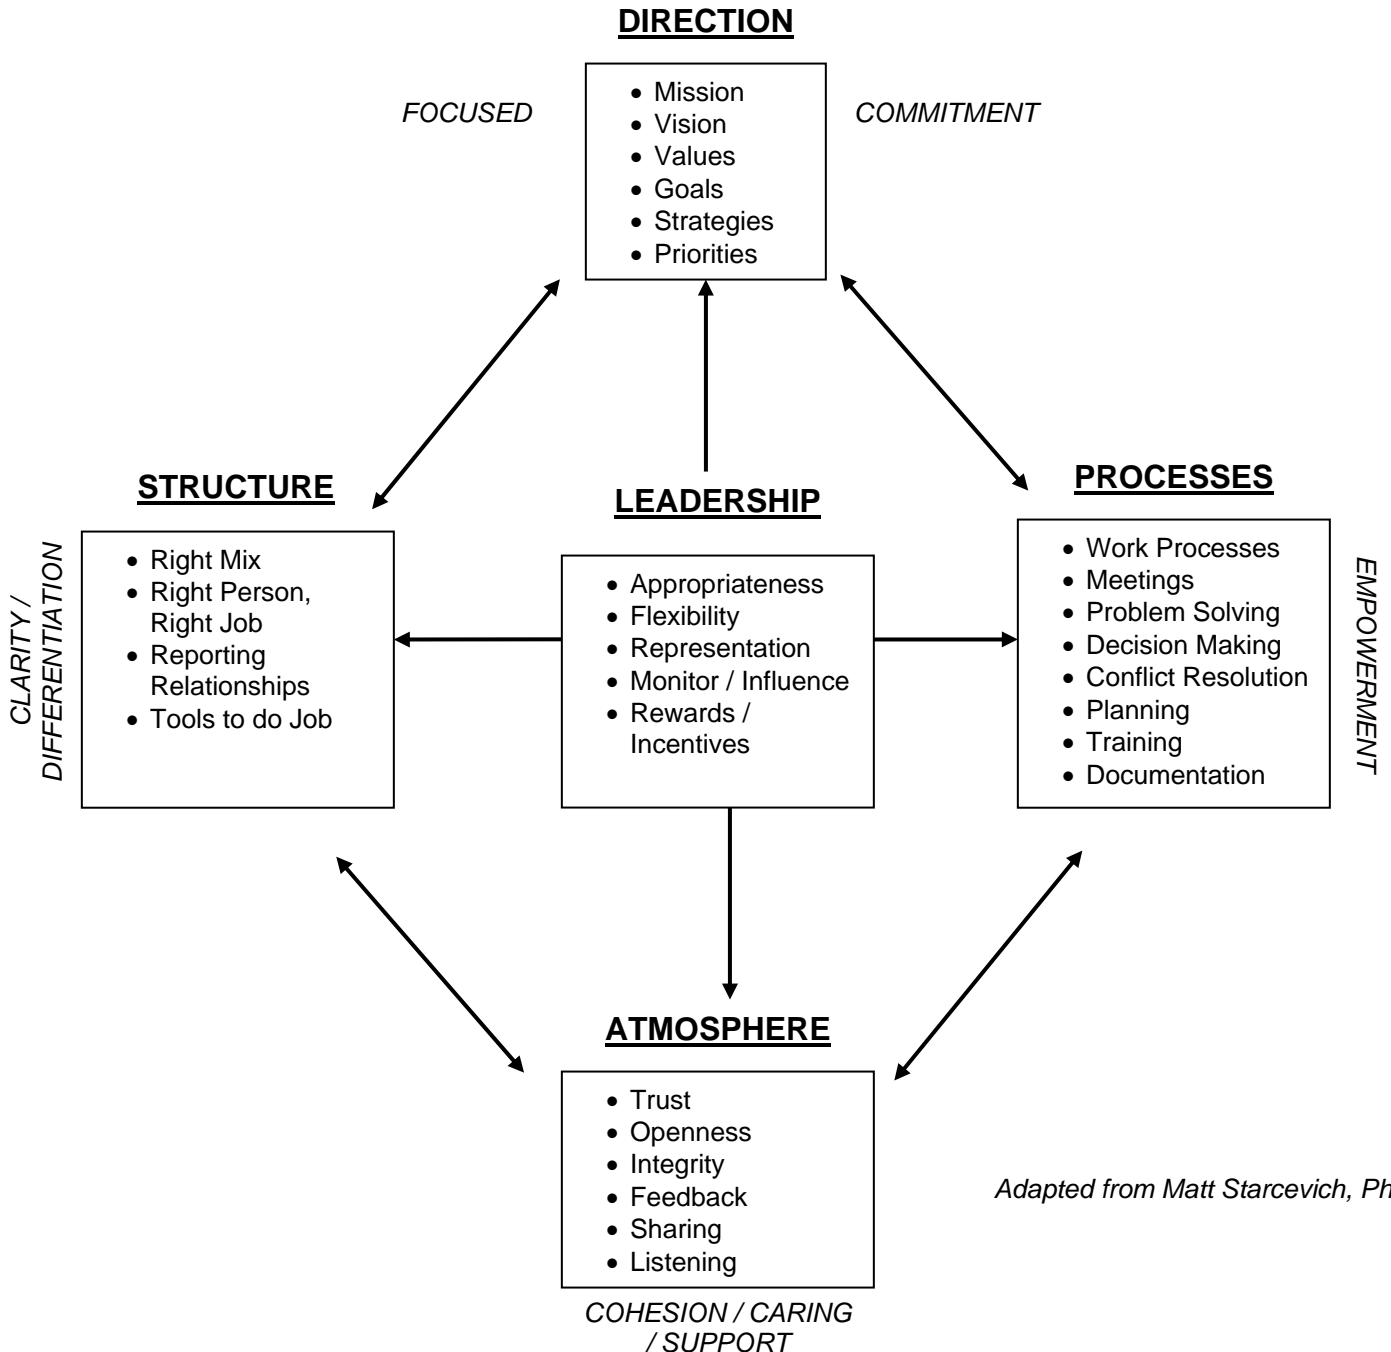 DIRECTION
FOCUSED
• Mission
• Vision
• Values
• Goals
• Strategies
• Priorities
COMMITMENT
STRUCTURE
CLARITY /
DIFFERENTIATION
• Right Mix
• Right Person,
Right Job
• Reporting
Relationships
• Tools to do Job
LEADERSHIP
• Appropriateness
• Flexibility
• Representation
• Monitor / Influence
• Rewards /
Incentives
PROCESSES
• Work Processes
• Meetings
• Problem Solving
• Decision Making
• Conflict Resolution
• Planning
• Training
• Documentation
EMPOWERMENT
ATMOSPHERE
• Trust
• Openness
• Integrity
• Feedback
• Sharing
• Listening
COHESION / CARING
/ SUPPORT
Adapted from Matt Starcevich, Ph